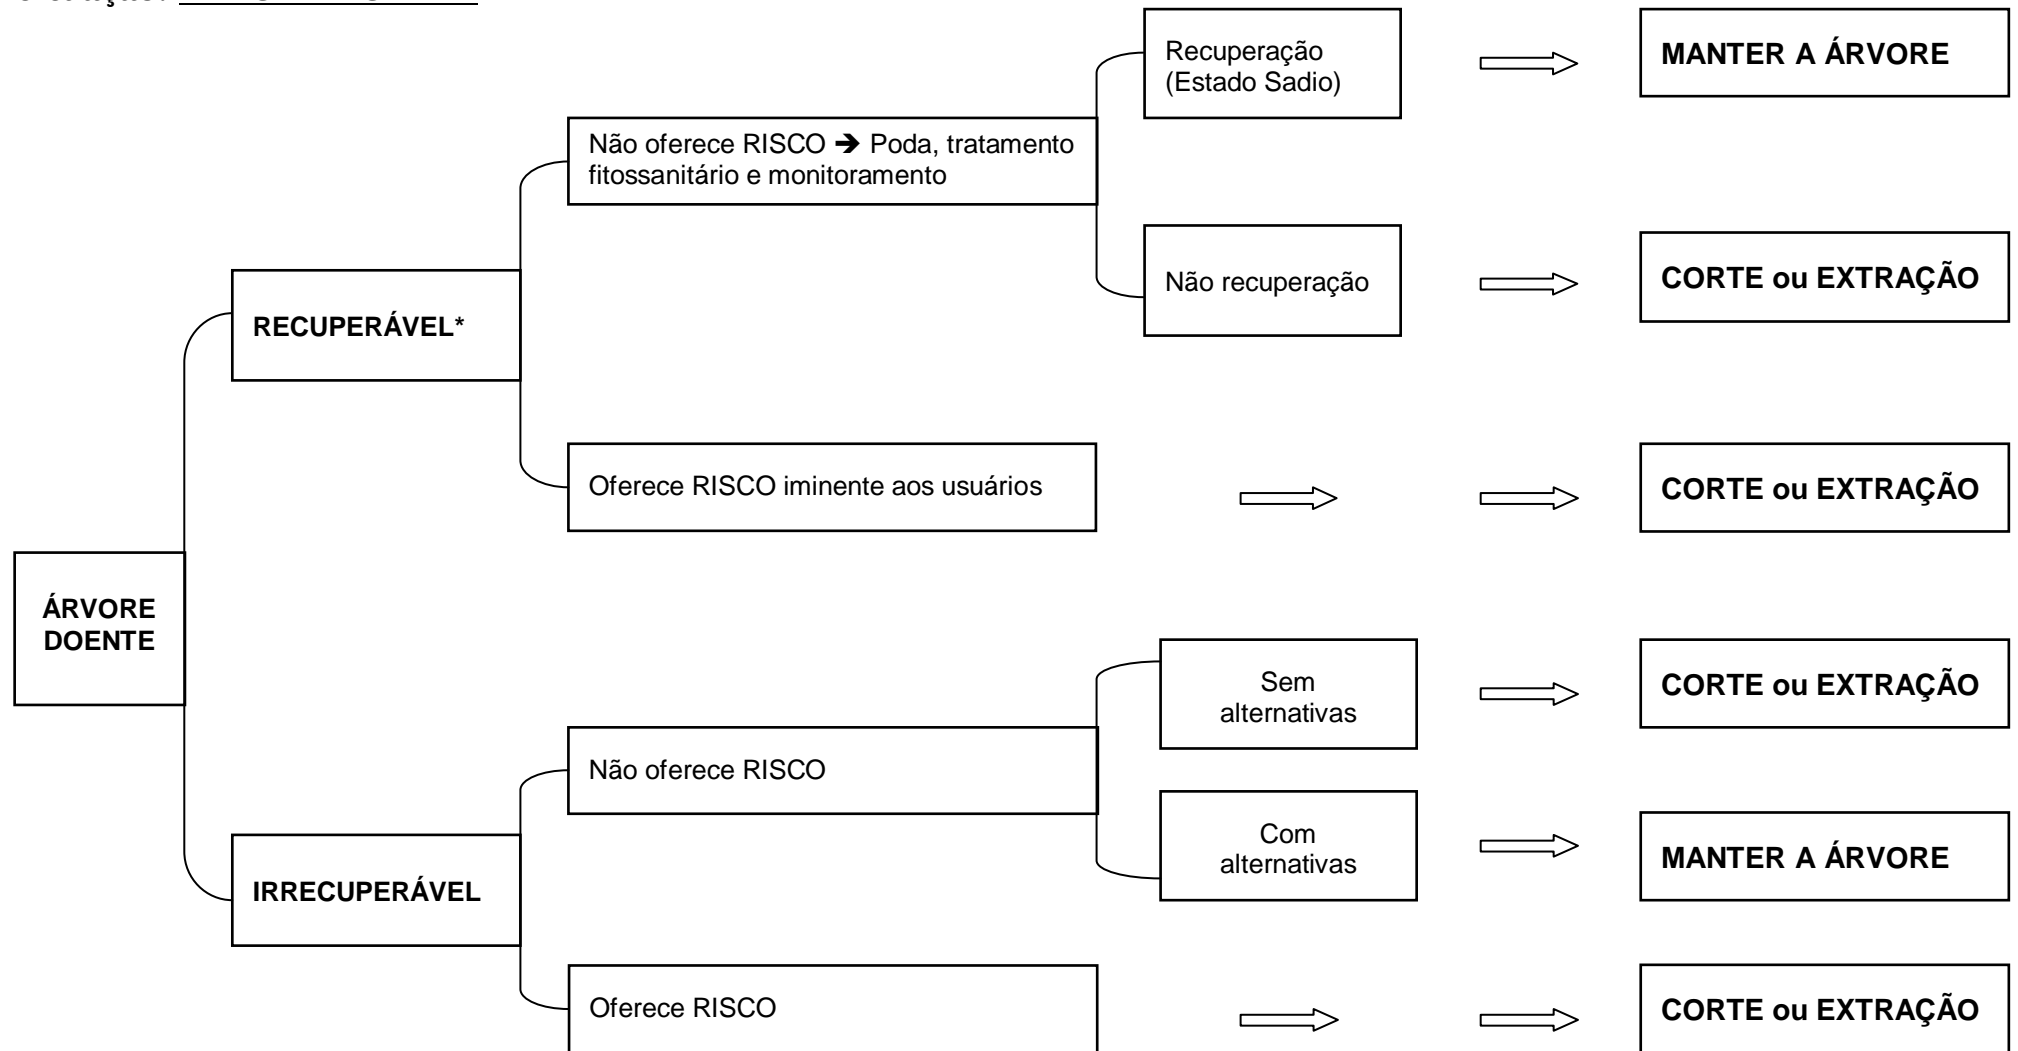 Recuperação
(Estado Sadio)
MANTER A ÁRVORE
Não oferece RISCO ➔ Poda, tratamento
fitossanitário e monitoramento
Não recuperação
CORTE ou EXTRAÇÃO
RECUPERÁVEL*
Oferece RISCO iminente aos usuários
CORTE ou EXTRAÇÃO
ÁRVORE
DOENTE
Sem
alternativas
CORTE ou EXTRAÇÃO
Não oferece RISCO
Com
alternativas
MANTER A ÁRVORE
IRRECUPERÁVEL
Oferece RISCO
CORTE ou EXTRAÇÃO